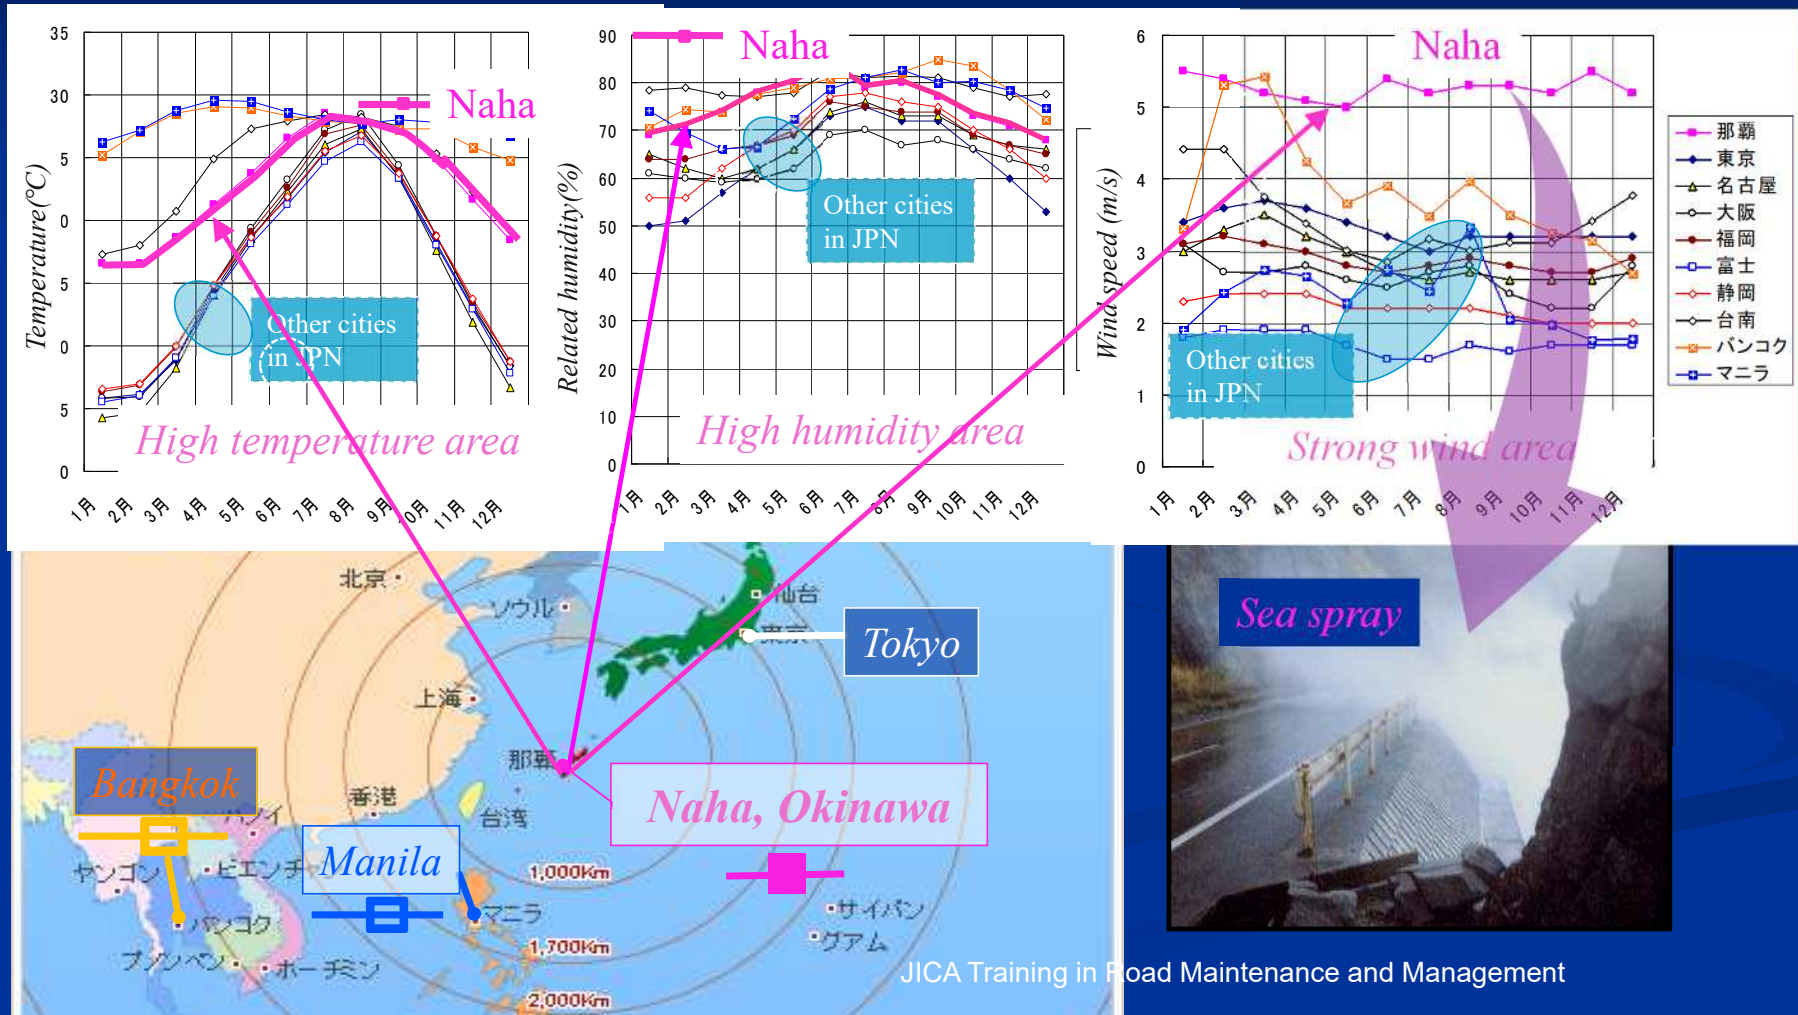 35
30
5
0
5
0
5
0
Temperature(℃)
Naha
Other cities
in JPN
High temperature area
1月
2月
3月
4月
5月
6月
7月
8月
9月
10月
11月
12月
90
80
70
60
50
40
30
20
10
0
Related humidity(%)
Naha
Other cities
in JPN
High humidity area
1月
2月
3月
4月
5月
6月
7月
8月
9月
10月
11月
12月
6
5
4
3
2
1
0
Wind speed (m/s)
Naha
Other cities
in JPN
Strong wind area
1月
2月
3月
4月
5月
6月
7月
8月
9月
10月
11月
12月
那覇
東京
名古屋
大阪
福岡
富士
静岡
台南
バンコク
マニラ
北京
ソウル
仙台
東京
Tokyo
上海
那覇
Bangkok
香港
台湾
Naha, Okinawa
ハノイ
Manila
ヤンゴン
ビエンチ
1,000Km
バンコク
マニラ
サイパン
グアム
プノンペン
ホーチミン
1,700Km
2,000Km
Sea spray
JICA Training in Road Maintenance and Management